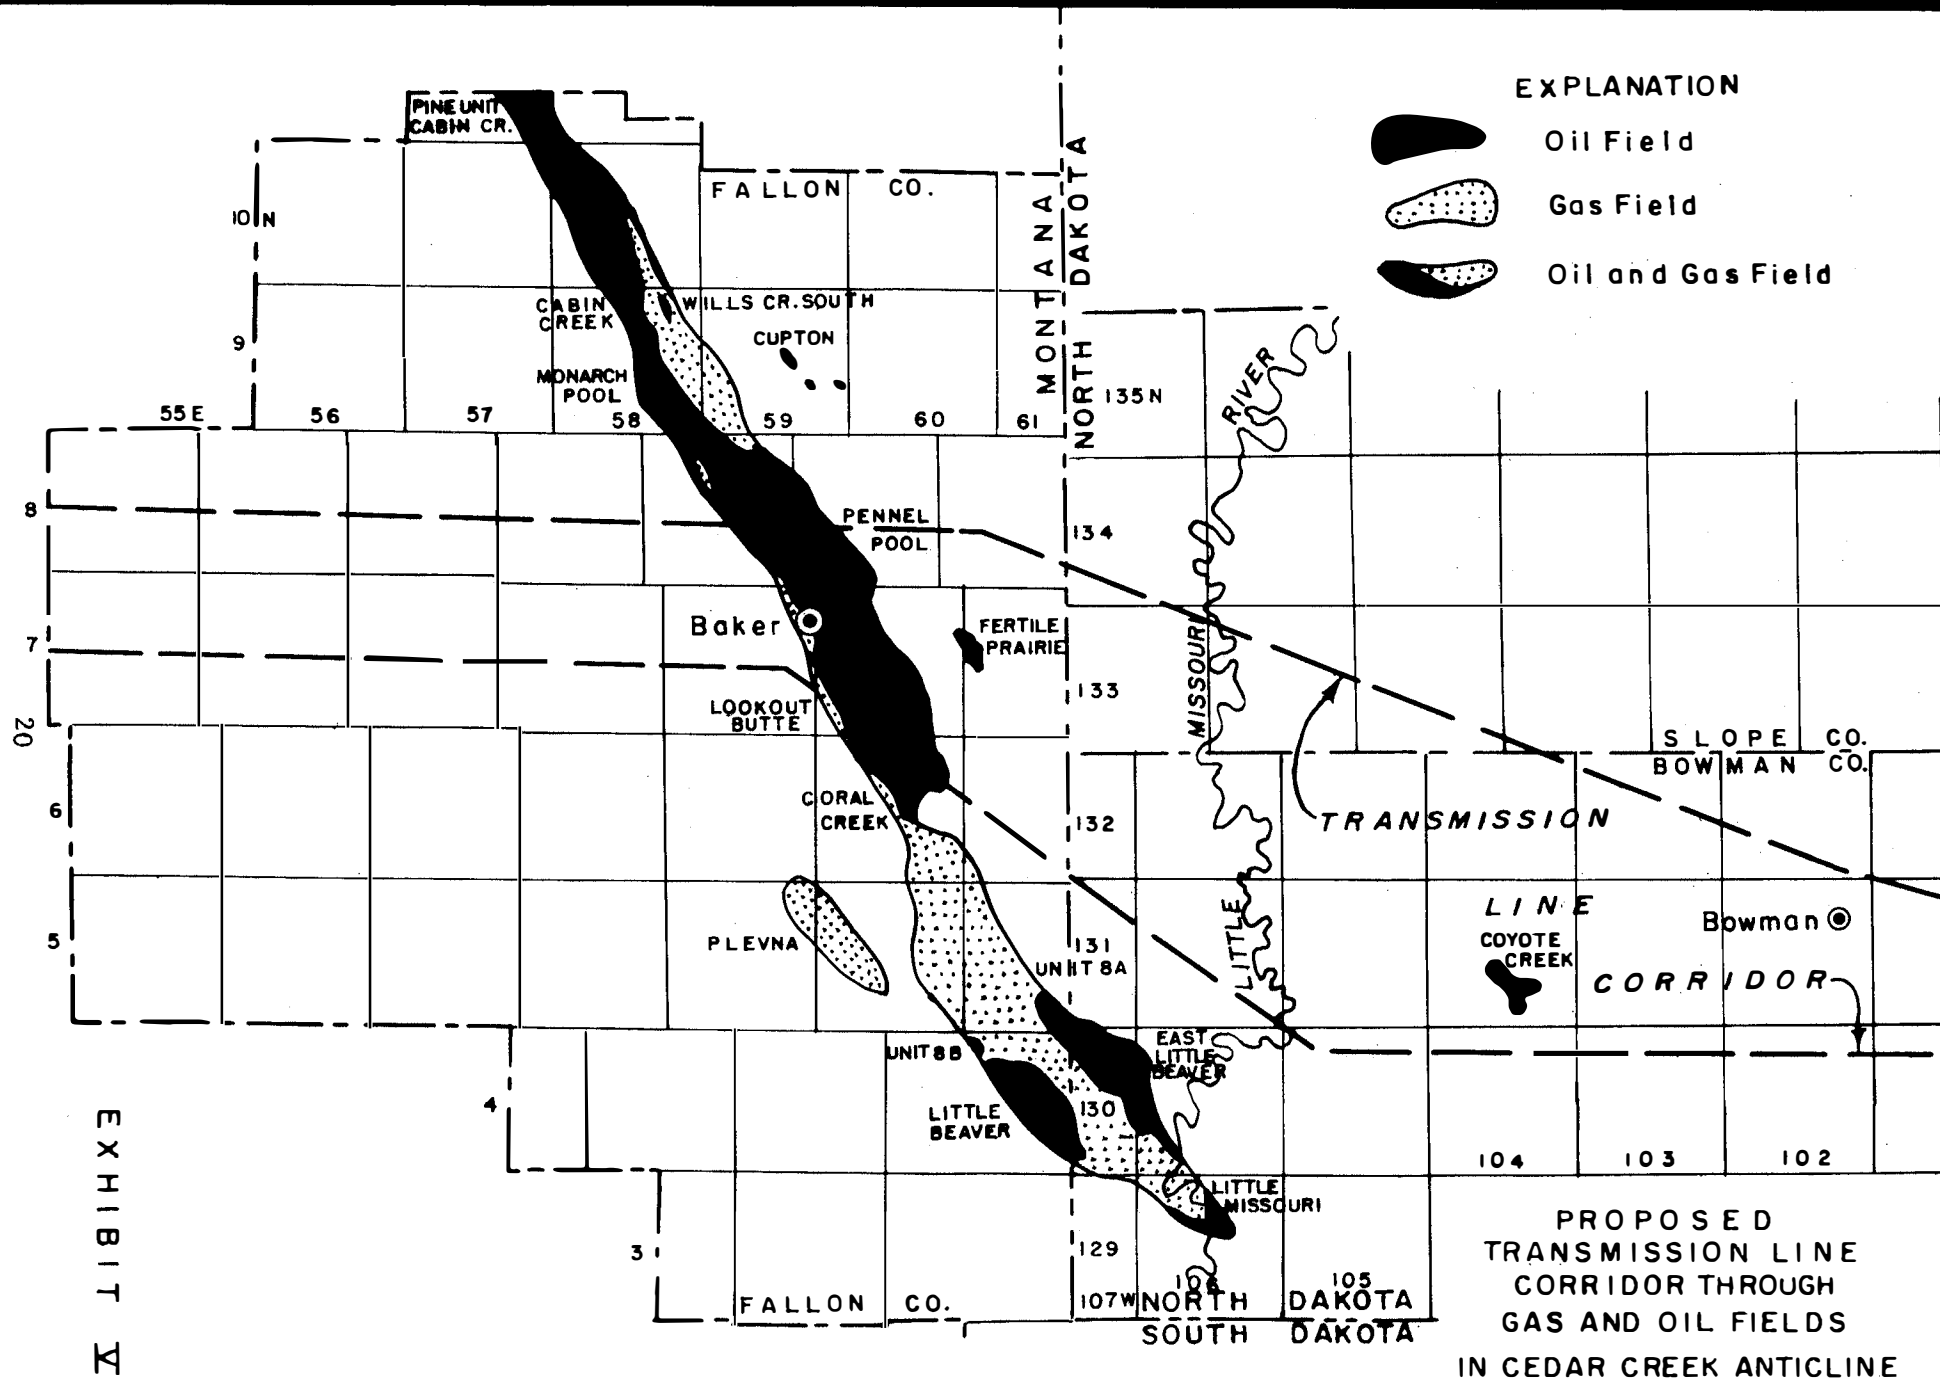 EXPLANATION
Oil Field
Gas Field
Oil and Gas Field
PINE UNIT
CABIN CR.
FALLON CO.
MONTANA
NORTH DAKOTA
10 N
CABIN
CREEK
WILLS CR. SOUTH
CUPTON
9
MONARCH
POOL
135 N
RIVER
55 E
56
57
58
59
60
61
8
PENNEL
POOL
134
Baker
FERTILE
PRAIRIE
7
MISSOURI
133
LOOKOUT
BUTTE
20
SLOPE CO.
BOWMAN CO.
6
CORAL
CREEK
132
TRANSMISSION
LINE
CORRIDOR
LITTLE
Bowman
COYOTE
CREEK
5
PLEVNA
131
UNIT 8A
UNIT 8B
EAST
LITTLE
BEAVER
4
LITTLE
BEAVER
130
104
103
102
LITTLE
MISSOURI
3
129
106
105
107W
FALLON CO.
NORTH DAKOTA
SOUTH DAKOTA
EXHIBIT V
PROPOSED
TRANSMISSION LINE
CORRIDOR THROUGH
GAS AND OIL FIELDS
IN CEDAR CREEK ANTICLINE